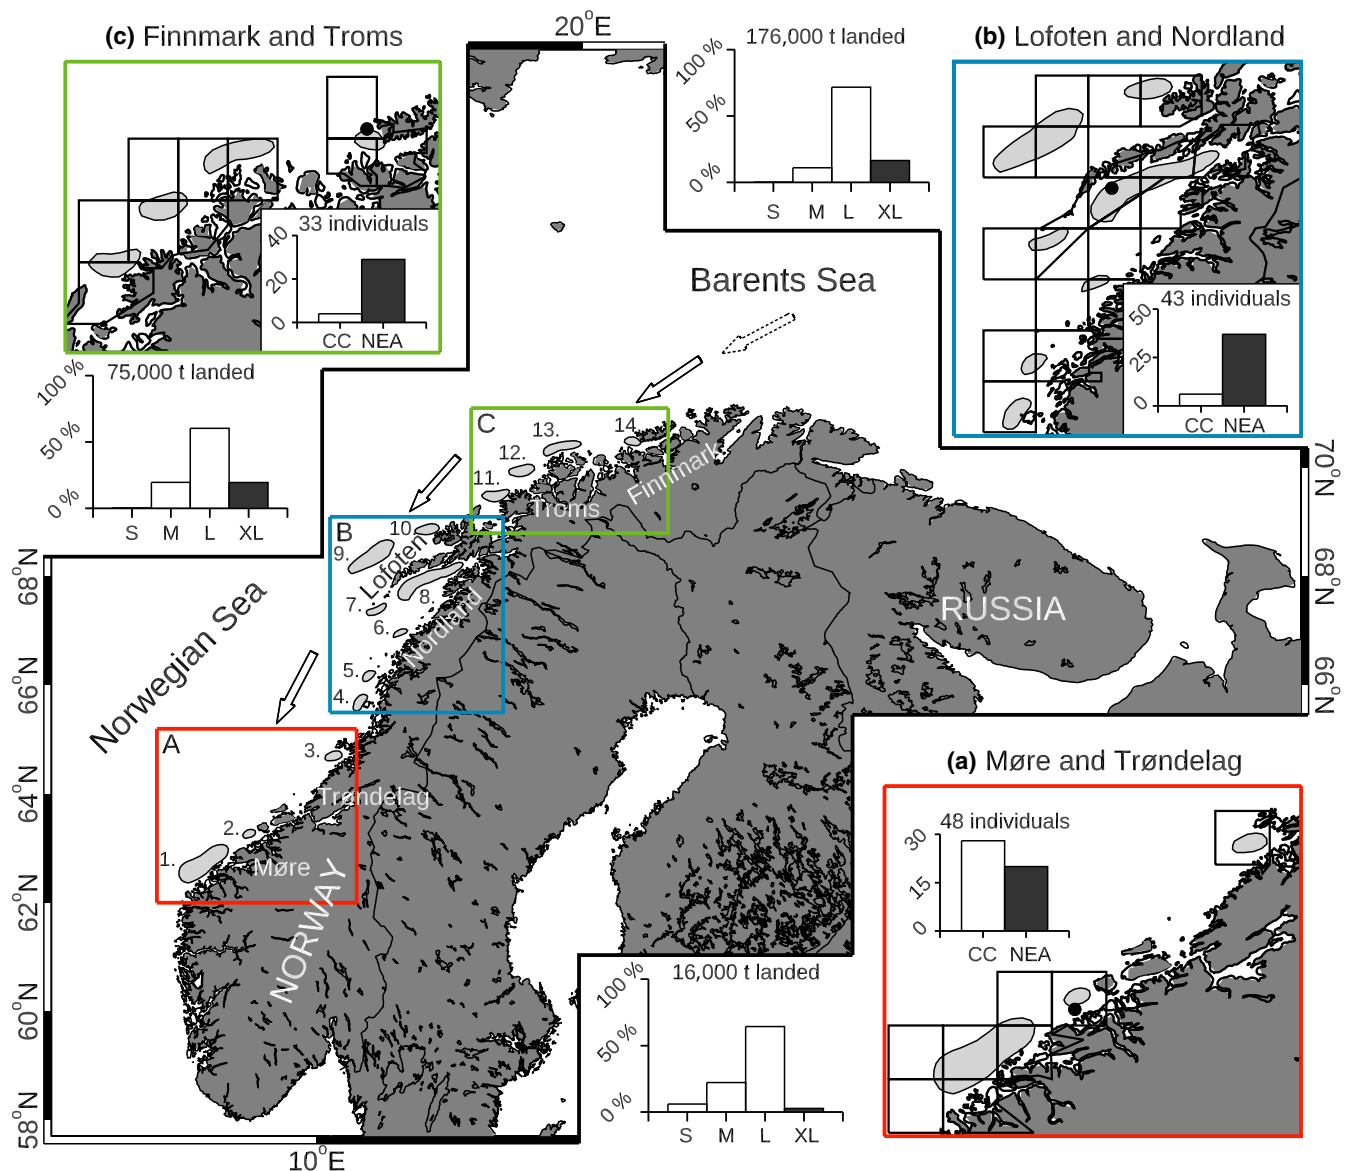 20°E
(c) Finnmark and Troms
33 individuals
40
20
0
CC NEA
176,000 t landed
100 %
50 %
0 %
S M L XL
(b) Lofoten and Nordland
43 individuals
50
25
0
CC NEA
75,000 t landed
100 %
50 %
0 %
S M L XL
Barents Sea
Norwegian Sea
C
14.
13.
12.
11.
Finnmark
Troms
B
10.
9.
Lofoten
8.
7.
6.
Nordland
5.
4.
RUSSIA
A
3.
Trøndelag
2.
1.
Møre
NORWAY
70°N
68°N
66°N
68°N
66°N
64°N
62°N
60°N
58°N
10°E
(a) Møre and Trøndelag
48 individuals
30
15
0
CC NEA
16,000 t landed
100 %
50 %
0 %
S M L XL